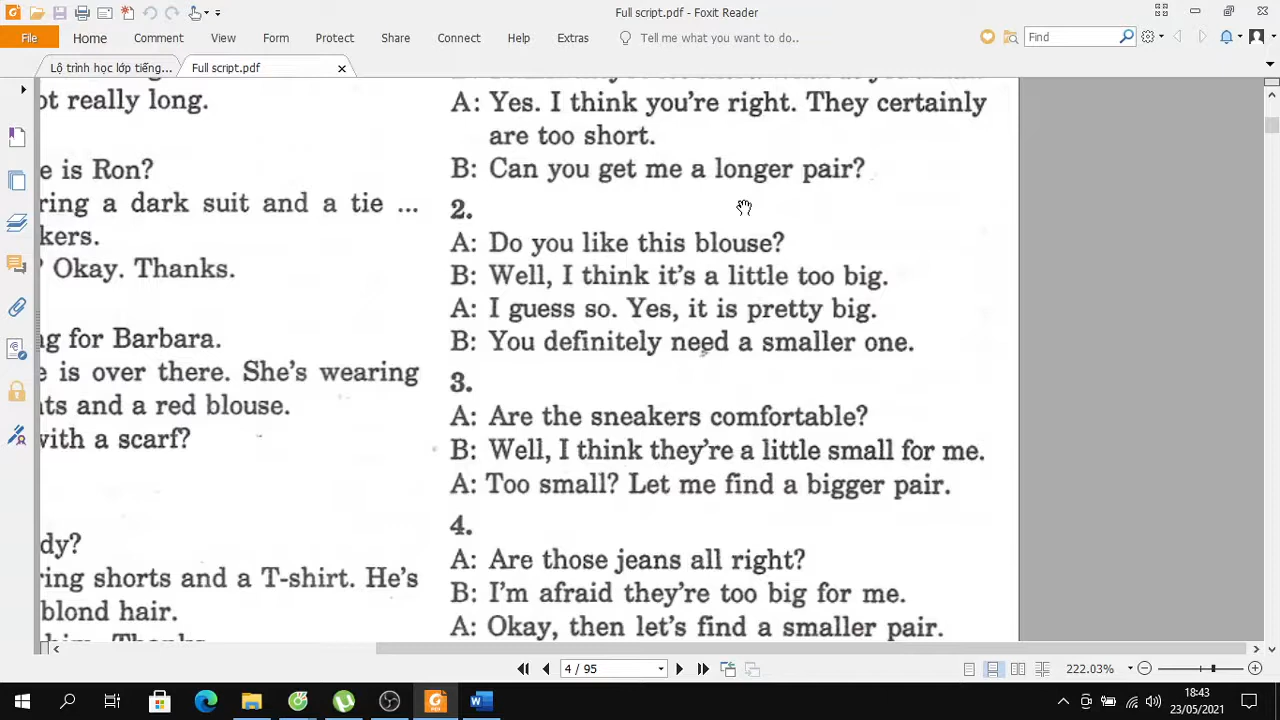 Full script.pdf - Foxit Reader
File Home Comment View Form Protect Share Connect Help Extras Tell me what you want to do.. Find
Lộ trình học lớp tiếng... Full script.pdf
ot really long.
e is Ron?
ring a dark suit and a tie ...
kers.
Okay. Thanks.
ng for Barbara.
e is over there. She's wearing
nts and a red blouse.
with a scarf?
dy?
ring shorts and a T-shirt. He's
blond hair.
A: Yes. I think you're right. They certainly
are too short.
B: Can you get me a longer pair?
2.
A: Do you like this blouse?
B: Well, I think it's a little too big.
A: I guess so. Yes, it is pretty big.
B: You definitely need a smaller one.
3.
A: Are the sneakers comfortable?
B: Well, I think they're a little small for me.
A: Too small? Let me find a bigger pair.
4.
A: Are those jeans all right?
B: I'm afraid they're too big for me.
A: Okay, then let's find a smaller pair.
4 / 95
222.03%
18:43
23/05/2021